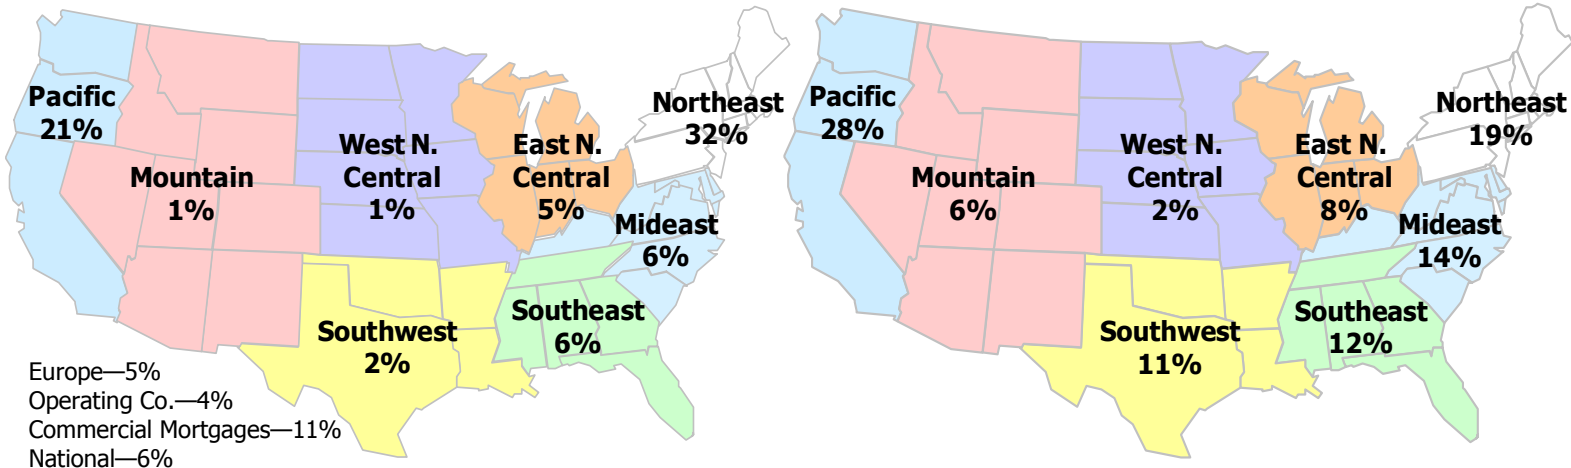 Pacific
21%
Mountain
1%
West N.
Central
1%
East N.
Central
5%
Northeast
32%
Mideast
6%
Southeast
6%
Southwest
2%
Europe—5%
Operating Co.—4%
Commercial Mortgages—11%
National—6%
Pacific
28%
Mountain
6%
West N.
Central
2%
East N.
Central
8%
Northeast
19%
Mideast
14%
Southeast
12%
Southwest
11%